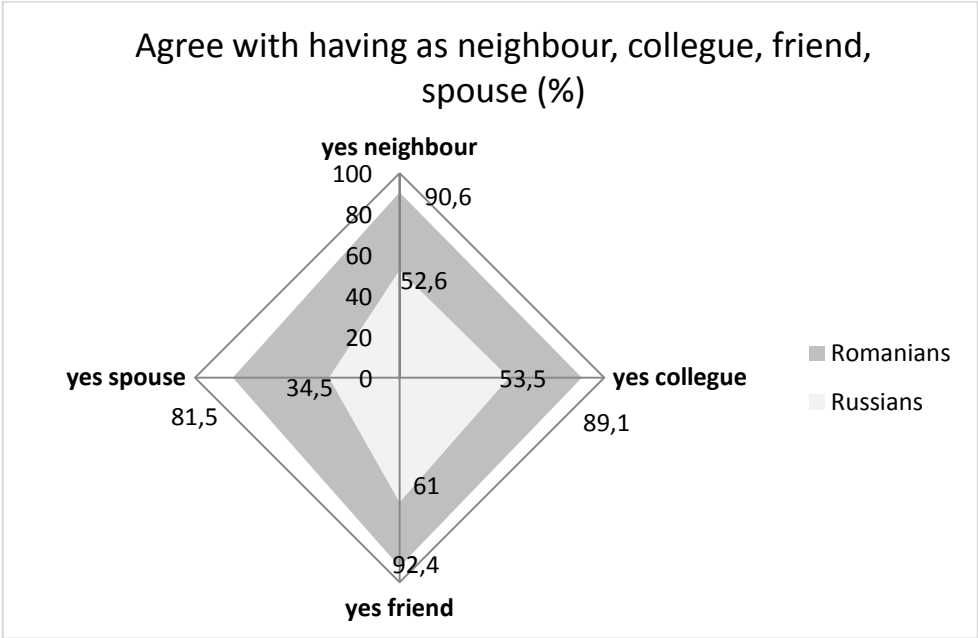 Agree with having as neighbour, collegue, friend,
spouse (%)
yes neighbour
100
90,6
80
60
52,6
40
20
yes spouse
34,5
0
53,5
yes collegue
81,5
89,1
61
92,4
yes friend
Romanians
Russians